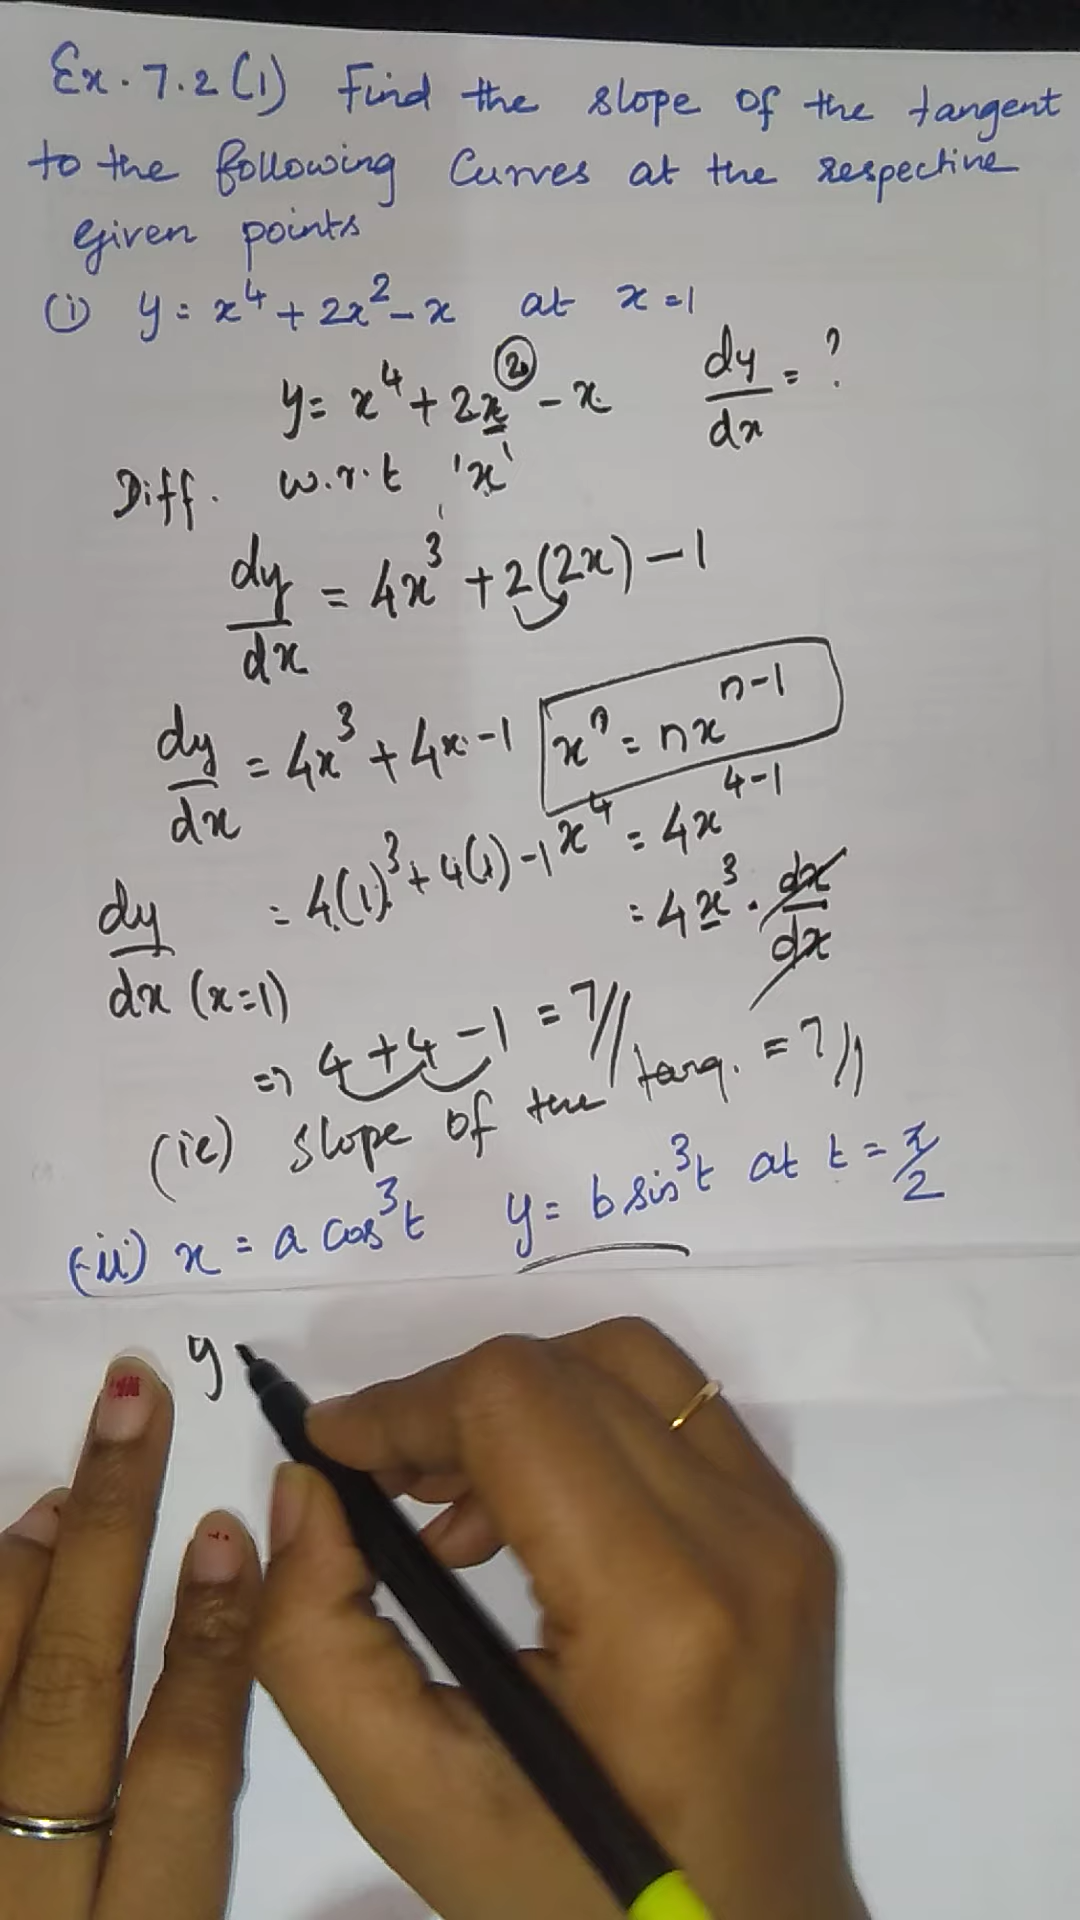 Ex. 7.2 (1) Find the slope of the tangent
to the following Curves at the respective
given points
(i) y = x⁴ + 2x² - x at x = 1
y = x⁴ + 2x² - x dy/dx = ?
Diff. w.r.t 'x'
dy/dx = 4x³ + 2(2x) - 1
dy/dx = 4x³ + 4x - 1 xⁿ = nxⁿ⁻¹
x⁴ = 4x⁴⁻¹
dy/dx (x=1) = 4(1)³ + 4(1) - 1 = 4x³ . dx/dx
=> 4 + 4 - 1 = 7//
(ie) slope of the tang. = 7//
(ii) x = a cos³t y = b sin³t at t = π/2
y